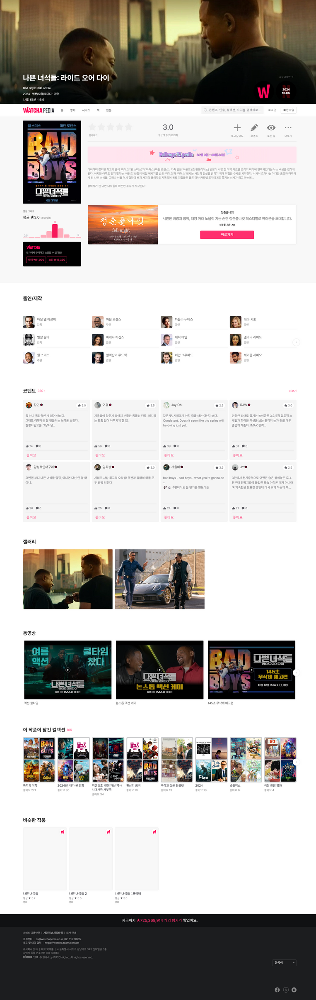 나쁜 녀석들: 라이드 오어 다이
Bad Boys: Ride or Die
2024 · 액션/모험/코미디 · 미국
1시간 56분 · 15세
감상 가능한 곳
W
2024
10.06.
WATCHA PEDIA
홈
영화
시리즈
책
웹툰
콘텐츠, 인물, 컬렉션, 유저를 검색해보...
로그인
회원가입
윌 스미스
마틴 로렌스
BAD
BOYS
나쁜녀석들
라이드 오어 다이
6월 대개봉
평가하기
3.0
평균 별점(2,002명)
보고싶어요
코멘트
보는 중
더보기
Callenge W.pedia 10월 2일 - 10월 31일
마이애미 강력반 최고의 콤비 '마이크'(윌 스미스)와 '마커스'(마틴 로렌스). 가족 같은 '하워드'(조 판토리아노) 반장이 사망 전 마약 카르텔 조직의 비리에 연루되었다는 뉴스 속보를 접하게
된다. 하지만 아무도 믿지 말라는 '하워드' 반장의 비밀 메시지를 받은 '마이크'와 '마커스' 형사는 사건의 진실을 밝히기 위해 위험한 수사를 시작한다. 서서히 드러나는 거대한 음모와 마주하
게 된 나쁜 녀석들. 그러나 이들 역시 함정에 빠져 사건의 용의자로 지목되며 동료 경찰들은 물론 마약 카르텔 조직에게도 쫓기는 신세가 되고 마는데...
용의자가 된 나쁜 녀석들의 화끈한 수사가 시작된다!
별점 그래프
평균 ★3.0 (2,002명)
3
0.5
5
WATCHA
왓챠에서 구매하고 소장할 수 있어요!
대여 ₩11,000
소장 ₩16,390
청춘폴나잇
fall night
청춘폴나잇
시원한 바람과 함께, 태양 아래 노을이 지는 순간 청춘폴나잇 페스티벌로 여러분을 초대합니다.
청춘폴나잇 · AD
바로가기
출연/제작
아딜 엘 아르비
감독
마틴 로렌스
주연
파올라 누녜스
조연
레아 시혼
조연
빌랄 팔라
감독
바네사 허진스
조연
에릭 데인
조연
멜라니 리버드
조연
윌 스미스
주연
알렉산더 루드윅
조연
이안 그루퍼드
조연
제이콥 시피오
조연
코멘트 350+
더보기
창민
★ 3.0
뭐 하나 독창적인 게 없어 아쉽다.
그래도 어떻게든 잘 만들려는 노력은 보인다.
킬링타임으론 그냥저냥..
74
0
좋아요
어흥
★ 3.5
지옥불에 알맞게 볶아져 부활한 동물성 당류. 레지라
는 토핑 얹어 야무지게 한 입.
56
0
좋아요
Jay Oh
★ 2.5
같은 맛. 시리즈가 아직 죽을 때는 아닌가보다.
Consistent. Doesn't seem like the series will
be dying just yet.
39
0
좋아요
RAW
★ 3.0
만취한 상태로 즐기는 놀이공원 3.2/5점 압도적 스
케일과 화려한 액션은 보는 관객의 눈과 귀를 매우
즐겁게 해준다. IMAX 강력...
31
0
좋아요
감성적인너구리
요번엔 부디 나쁜 녀석들 답길, 아니면 다신 안 볼 터
이니.
26
0
좋아요
임희봉
★ 3.0
시리즈 사상 최고의 오락성! 액션과 유머의 타율 모
두 빵빵 터진다
25
0
좋아요
겨울비
★ 3.5
bad boys~ bad boys~ what you're gonna do
~
4편이어도 늘 반가운 밷보이들
24
0
좋아요
JY
★ 2.5
3편에서 전기충격으로 어쨌든 숨은 붙여놓은 후 4
편부터 연명치료에 돌입한 모습 아직은 때가 아니라
며 익숙함을 펌프질 중인데 다시 뛰게 하는게 목...
21
0
좋아요
갤러리
동영상
여름
액션
쿨타임
찼다
나쁜녀석들
라이드 오어 다이
6월 6일 IMAX 대개봉
액션 쿨타임
나쁜녀석들
라이드 오어 다이
논스톱 액션 케미
6월 6일 IMAX 대개봉
논스톱 액션 케미
BAD
BOYS
나쁜녀석들
라이드 오어 다이
145초
무삭제 예고편
6월 6일 IMAX 대개봉
145초 무삭제 예고편
이 작품이 담긴 컬렉션 106
폭력의 미학
좋아요 271
2024년, 내가 본 영화
좋아요 96
액션 모험 전쟁 재난 역사
시대사극 서부극
좋아요 34
환상의 콤비
좋아요 19
구하고 싶은 팜플렛
좋아요 19
Flow
The Life of Chuck
2024
좋아요 18
넷플릭스
좋아요 6
극장 관람 영화
좋아요 4
비슷한 작품
W
나쁜 녀석들
평균 ★ 3.7
영화
W
나쁜 녀석들 2
평균 ★ 3.6
영화
W
나쁜 녀석들 : 포에버
평균 ★ 3.0
영화
지금까지 ★725,369,914 개의 평가가 쌓였어요.
서비스 이용약관 | 개인정보 처리방침 | 회사 안내
고객센터 | cs@watchapedia.co.kr, 02-515-9985
제휴 및 대외 협력 | https://watcha.team/contact
주식회사 왓챠 | 대표 박태훈 | 서울특별시 서초구 강남대로 343 신덕빌딩 3층
사업자 등록 번호 211-88-66013
WATCHA PEDIA © 2024 by WATCHA, Inc. All rights reserved.
한국어